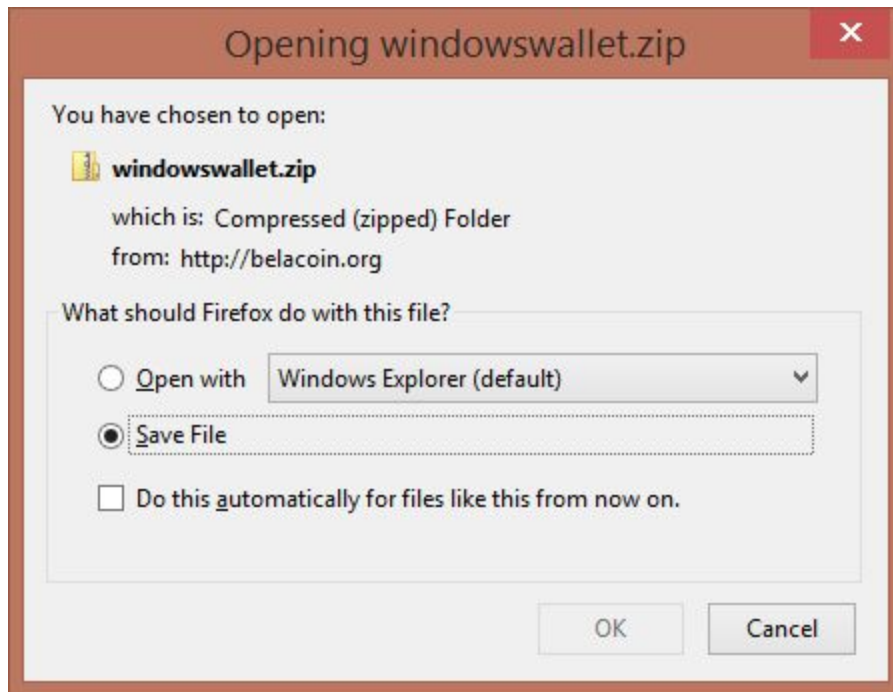 Opening windowswallet.zip
You have chosen to open:
windowswallet.zip
which is: Compressed (zipped) Folder
from: http://belacoin.org
What should Firefox do with this file?
Open with Windows Explorer (default)
Save File
Do this automatically for files like this from now on.
OK Cancel